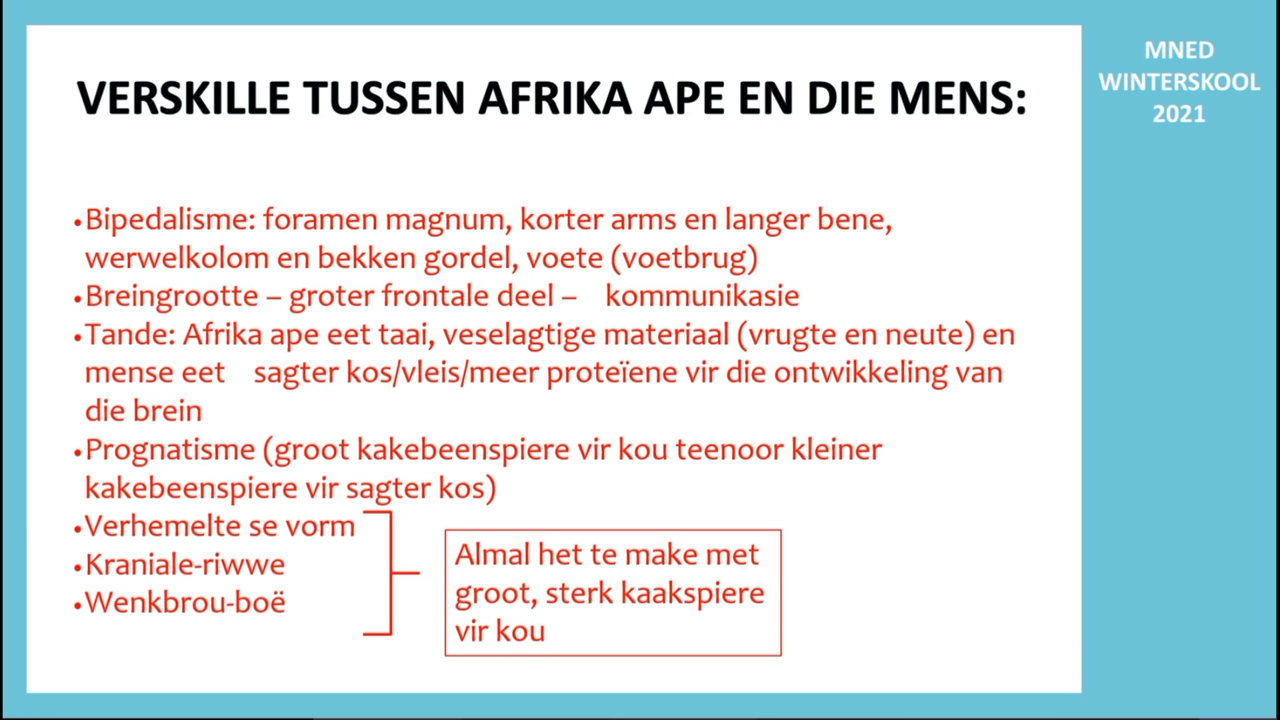 VERSKILLE TUSSEN AFRIKA APE EN DIE MENS:
MNED
WINTERSKOOL
2021
•Bipedalisme: foramen magnum, korter arms en langer bene,
werwelkolom en bekken gordel, voete (voetbrug)
•Breingrootte – groter frontale deel – kommunikasie
•Tande: Afrika ape eet taai, veselagtige materiaal (vrugte en neute) en
mense eet sagter kos/vleis/meer proteïene vir die ontwikkeling van
die brein
•Prognatisme (groot kakebeenspiere vir kou teenoor kleiner
kakebeenspiere vir sagter kos)
•Verhemelte se vorm
•Kraniale-riwwe
•Wenkbrou-boë
Almal het te make met
groot, sterk kaakspiere
vir kou